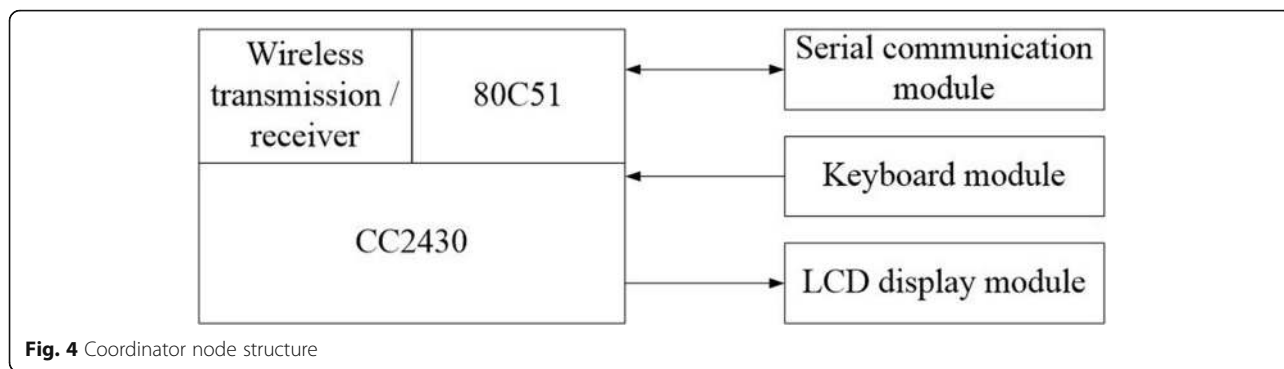 Wireless
transmission /
receiver
80C51
CC2430
Serial communication
module
Keyboard module
LCD display module
Fig. 4 Coordinator node structure